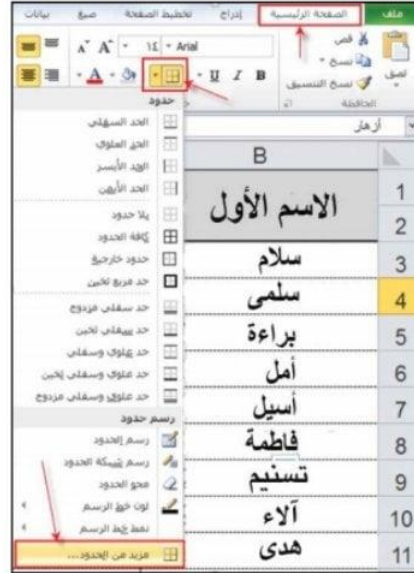 ملف
الصفحة الرئيسية
إدراج
تخطيط الصفحة
صيغ
بيانات
لصق
قص
نسخ
نسخ التنسيق
الحافظة
Arial
B I U
A A
A
أزهار
حدود
الحد السفلي
الحد العلوي
الحد الأيسر
الحد الأيمن
بلا حدود
كافة الحدود
حدود خارجية
حد مربع ثخين
حد سفلي مزدوج
حد سفلي ثخين
حد علوي وسفلي
حد علوي وسفلي ثخين
حد علوي وسفلي مزدوج
رسم حدود
رسم الحدود
رسم شبكة الحدود
محو الحدود
لون خط الرسم
نمط خط الرسم
مزيد من الحدود...
B
1
2 الاسم الأول
3 سلام
4 سلمى
5 براءة
6 أمل
7 أسيل
8 فاطمة
9 تسنيم
10 آلاء
11 هدى